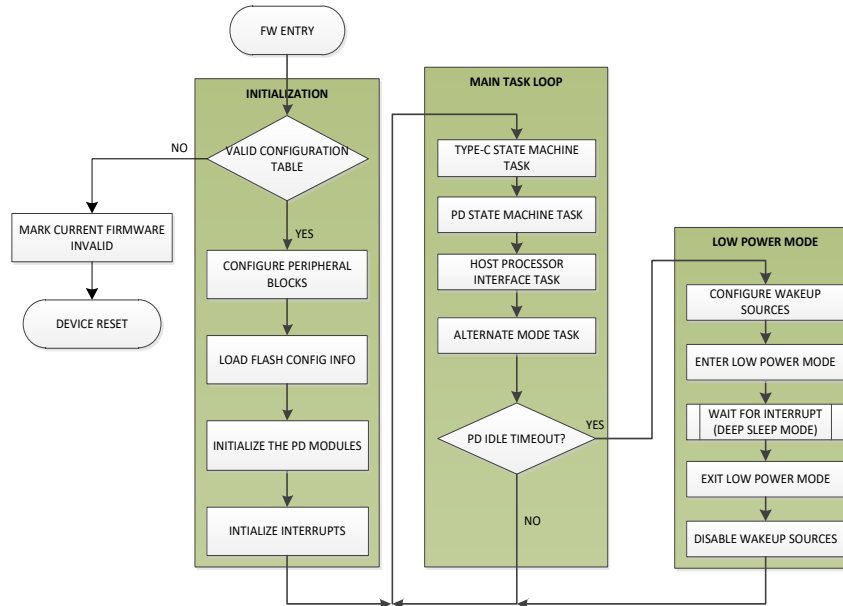 FW ENTRY
INITIALIZATION
VALID CONFIGURATION
TABLE
NO
MARK CURRENT FIRMWARE
INVALID
DEVICE RESET
YES
CONFIGURE PERIPHERAL
BLOCKS
LOAD FLASH CONFIG INFO
INITIALIZE THE PD MODULES
INTIALIZE INTERRUPTS
MAIN TASK LOOP
TYPE-C STATE MACHINE
TASK
PD STATE MACHINE TASK
HOST PROCESSOR
INTERFACE TASK
ALTERNATE MODE TASK
PD IDLE TIMEOUT?
YES
NO
LOW POWER MODE
CONFIGURE WAKEUP
SOURCES
ENTER LOW POWER MODE
WAIT FOR INTERRUPT
(DEEP SLEEP MODE)
EXIT LOW POWER MODE
DISABLE WAKEUP SOURCES